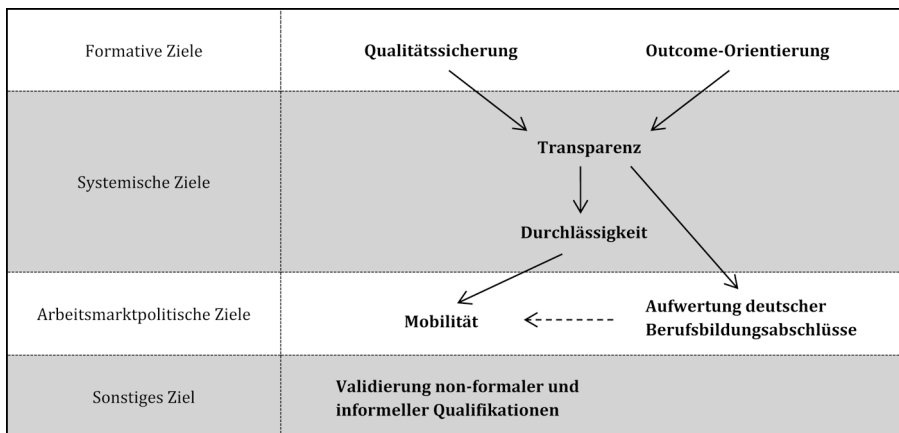 Formative Ziele
Qualitätssicherung
Outcome-Orientierung
Systemische Ziele
Transparenz
Durchlässigkeit
Arbeitsmarktpolitische Ziele
Mobilität
Aufwertung deutscher
Berufsbildungsabschlüsse
Sonstiges Ziel
Validierung non-formaler und
informeller Qualifikationen